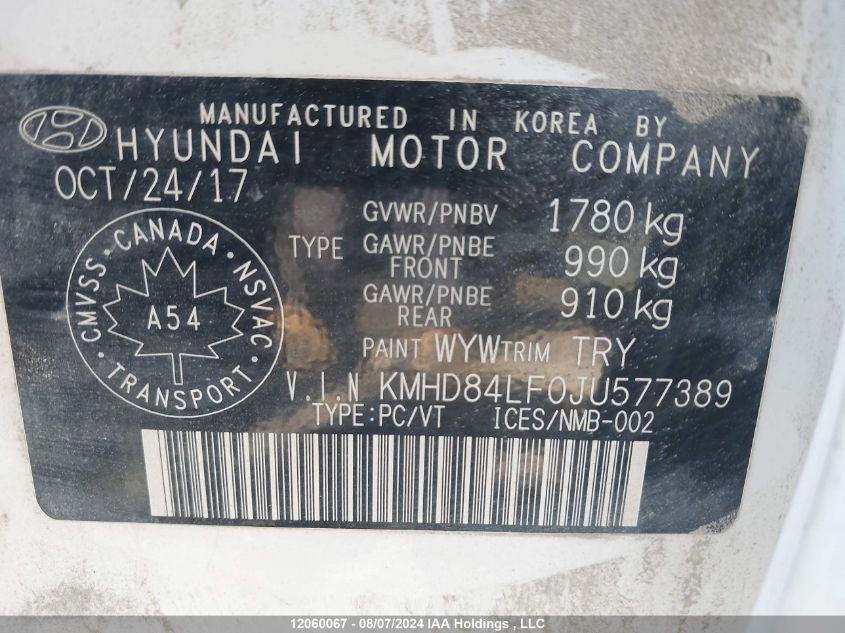 MANUFACTURED IN KOREA BY
HYUNDAI MOTOR COMPANY
OCT/24/17
GVWR/PNBV 1780 kg
TYPE GAWR/PNBE FRONT 990 kg
GAWR/PNBE REAR 910 kg
CANADA
CMVSS · NSVAC
A54
TRANSPORT
PAINT WYW TRIM TRY
V.I.N KMHD84LF0JU577389
TYPE:PC/VT ICES/NMB-002
12060067 - 08/07/2024 IAA Holdings, LLC